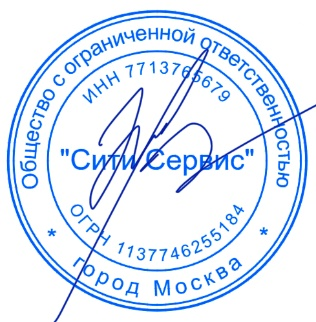 Общество с ограниченной ответственностью
ИНН 7713765679
"Сити Сервис"
ОГРН 1137746255184
* город Москва *